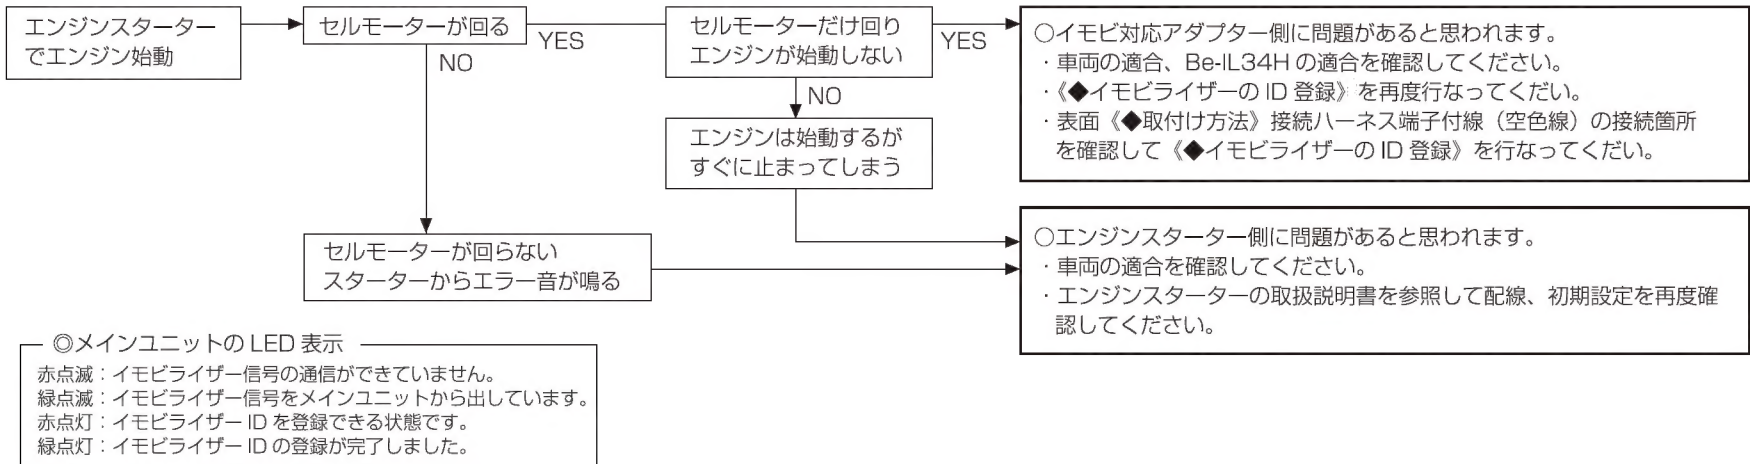 エンジンスターター
でエンジン始動
セルモーターが回る
YES
NO
セルモーターだけ回り
エンジンが始動しない
YES
NO
エンジンは始動するが
すぐに止まってしまう
セルモーターが回らない
スターターからエラー音が鳴る
○イモビ対応アダプター側に問題があると思われます。
・車両の適合、Be-IL34Hの適合を確認してください。
・《◆イモビライザーのID登録》を再度行なってくだい。
・表面《◆取付け方法》接続ハーネス端子付線（空色線）の接続箇所
を確認して《◆イモビライザーのID登録》を行なってくだい。
○エンジンスターター側に問題があると思われます。
・車両の適合を確認してください。
・エンジンスターターの取扱説明書を参照して配線、初期設定を再度確
認してください。
◎メインユニットのLED表示
赤点滅：イモビライザー信号の通信ができていません。
緑点滅：イモビライザー信号をメインユニットから出しています。
赤点灯：イモビライザーIDを登録できる状態です。
緑点灯：イモビライザーIDの登録が完了しました。